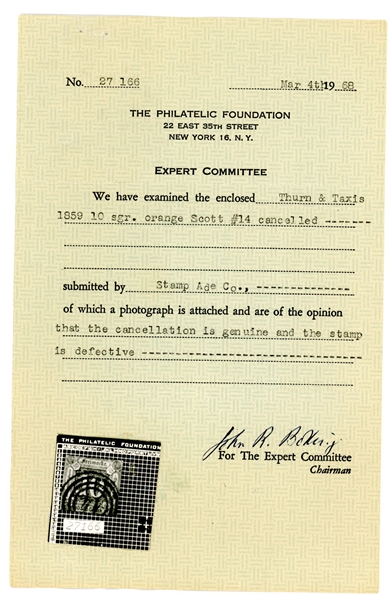 No. 27 166 Mar 4th 19 68
THE PHILATELIC FOUNDATION
22 EAST 35TH STREET
NEW YORK 16, N. Y.
EXPERT COMMITTEE
We have examined the enclosed Thurn & Taxis
1859 10 sgr. orange Scott #14 cancelled -------
submitted by Stamp Ade Co., -------------
of which a photograph is attached and are of the opinion
that the cancellation is genuine and the stamp
is defective ---------------------------
John R.
For The Expert Committee
Chairman
THE PHILATELIC FOUNDATION
27166